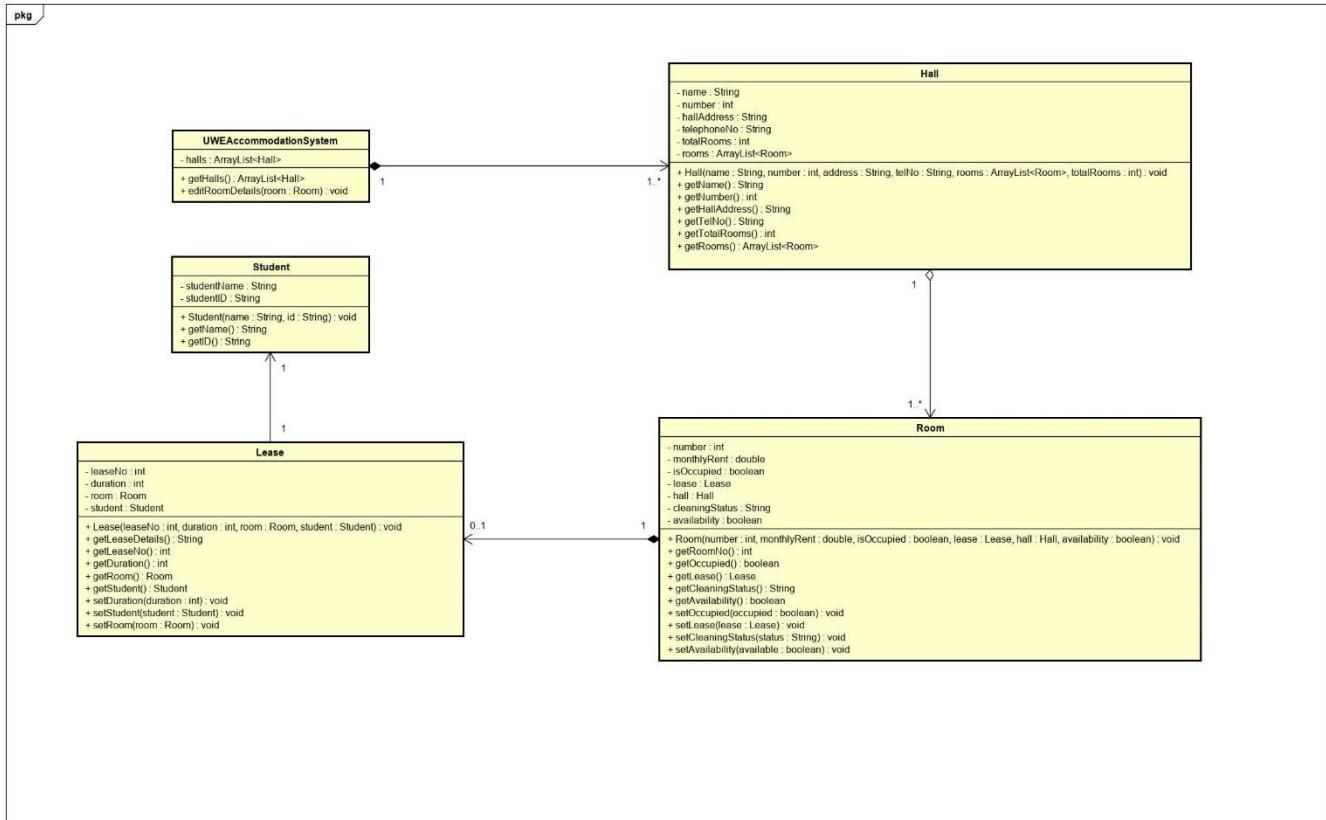 pkg
UWEAccommodationSystem
- halls : ArrayList<Hall>
+ getHalls() : ArrayList<Hall>
+ editRoomDetails(room : Room) : void
1
1..*
Hall
- name : String
- number : int
- hallAddress : String
- telephoneNo : String
- totalRooms : int
- rooms : ArrayList<Room>
+ Hall(name : String, number : int, address : String, telNo : String, rooms : ArrayList<Room>, totalRooms : int) : void
+ getName() : String
+ getNumber() : int
+ getHallAddress() : String
+ getTelNo() : String
+ getTotalRooms() : int
+ getRooms() : ArrayList<Room>
1
1..*
Student
- studentName : String
- studentID : String
+ Student(name : String, id : String) : void
+ getName() : String
+ getID() : String
1
1
Lease
- leaseNo : int
- duration : int
- room : Room
- student : Student
+ Lease(leaseNo : int, duration : int, room : Room, student : Student) : void
+ getLeaseDetails() : String
+ getLeaseNo() : int
+ getDuration() : int
+ getRoom() : Room
+ getStudent() : Student
+ setDuration(duration : int) : void
+ setStudent(student : Student) : void
+ setRoom(room : Room) : void
0..1
1
Room
- number : int
- monthlyRent : double
- isOccupied : boolean
- lease : Lease
- hall : Hall
- cleaningStatus : String
- availability : boolean
+ Room(number : int, monthlyRent : double, isOccupied : boolean, lease : Lease, hall : Hall, availability : boolean) : void
+ getRoomNo() : int
+ getOccupied() : boolean
+ getLease() : Lease
+ getCleaningStatus() : String
+ getAvailability() : boolean
+ setOccupied(occupied : boolean) : void
+ setLease(lease : Lease) : void
+ setCleaningStatus(status : String) : void
+ setAvailability(available : boolean) : void